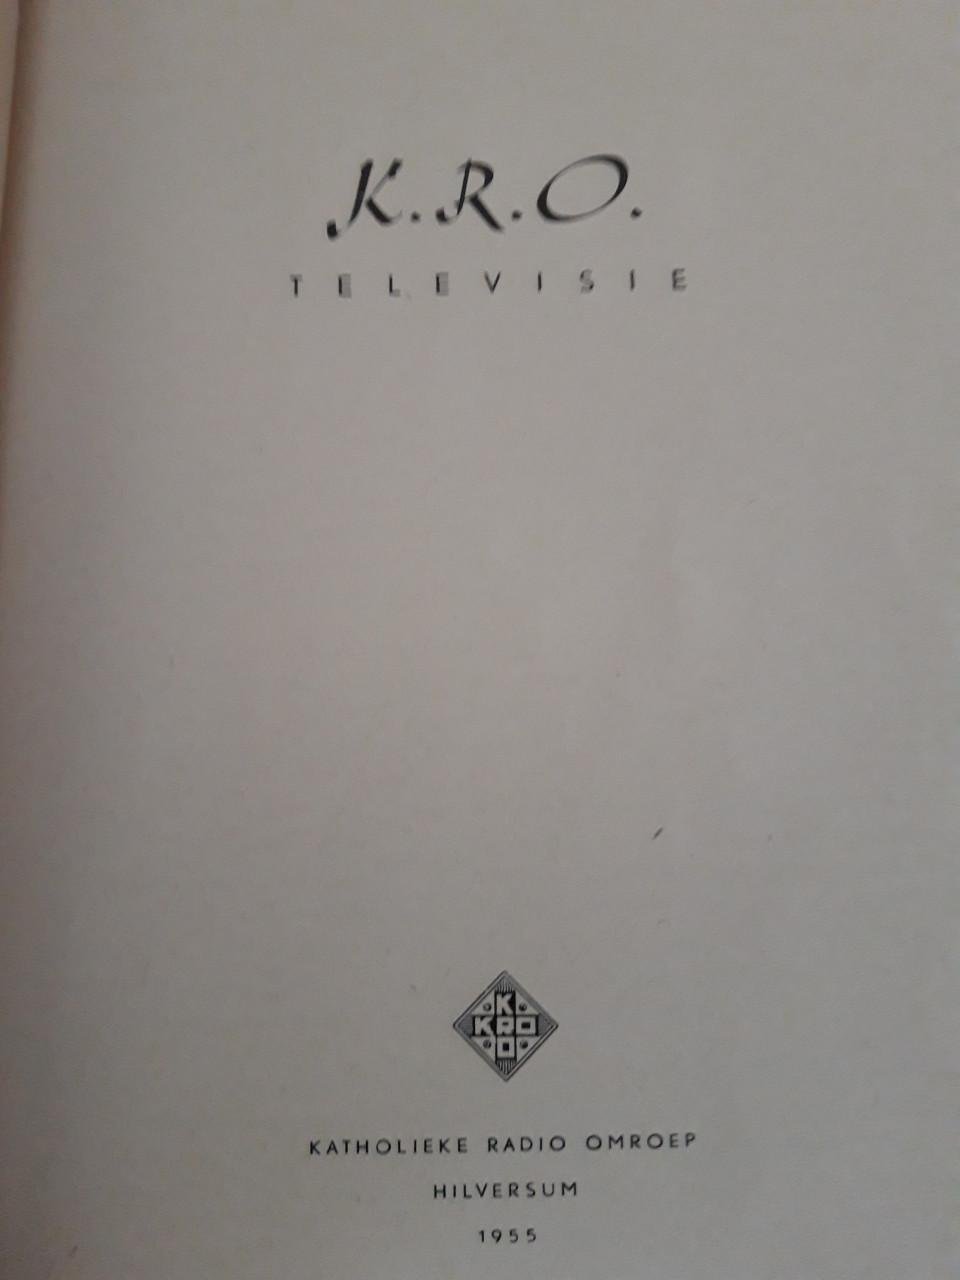 K.R.O.
TELEVISIE
K
KRO
O
KATHOLIEKE RADIO OMROEP
HILVERSUM
1955